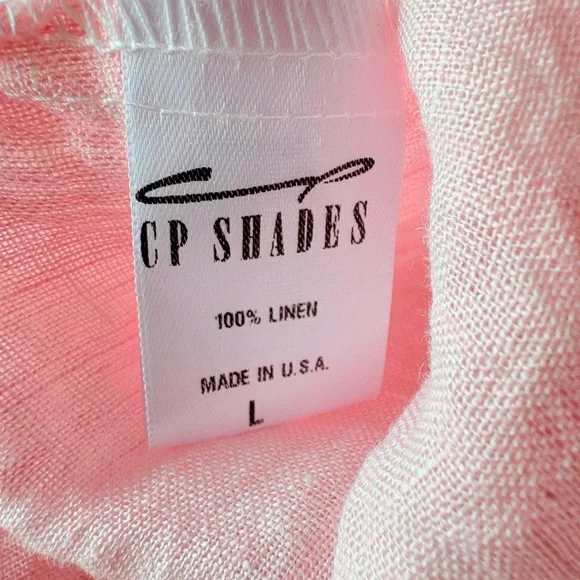 CP SHADES
100% LINEN
MADE IN U.S.A.
L